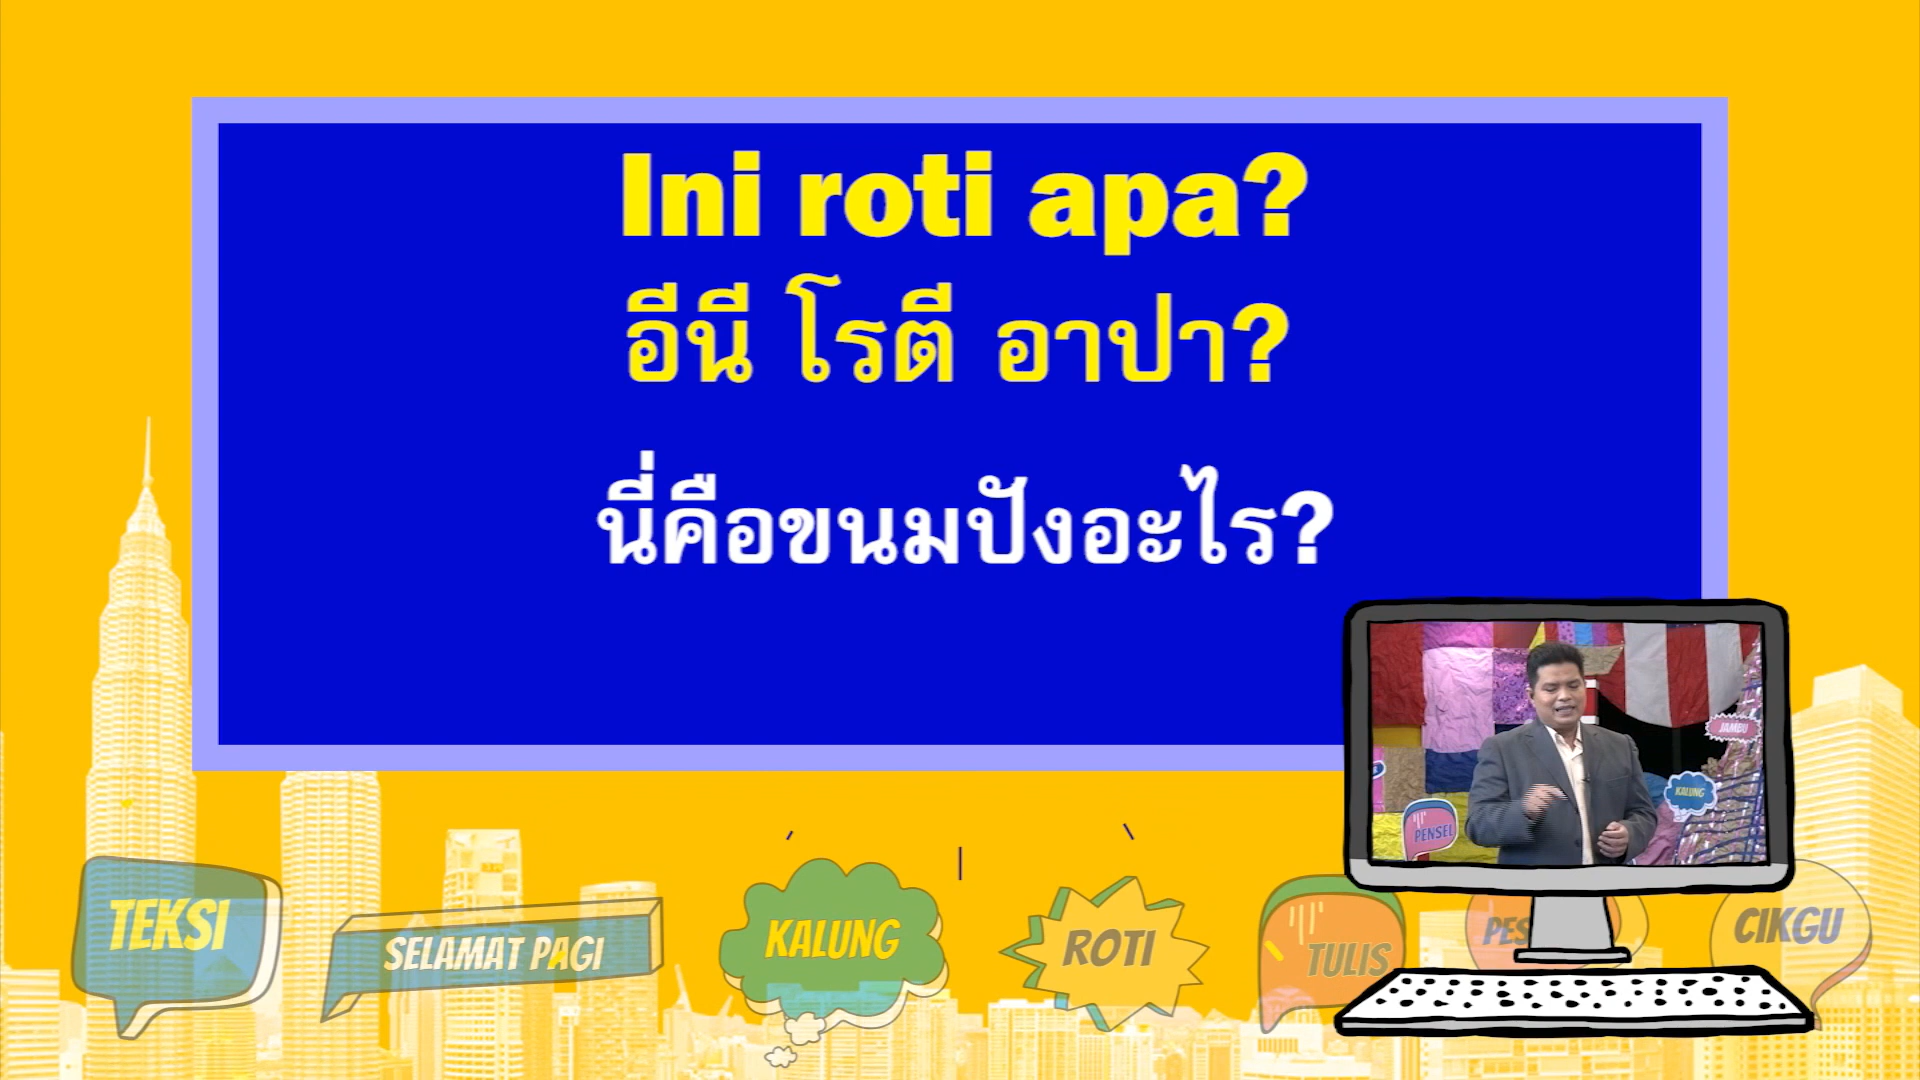 Ini roti apa?
อีนี โรตี อาปา?
นี่คือขนมปังอะไร?
JAMBU
KALUNG
PENSEL
TEKSI
SELAMAT PAGI
KALUNG
ROTI
TULIS
CIKGU